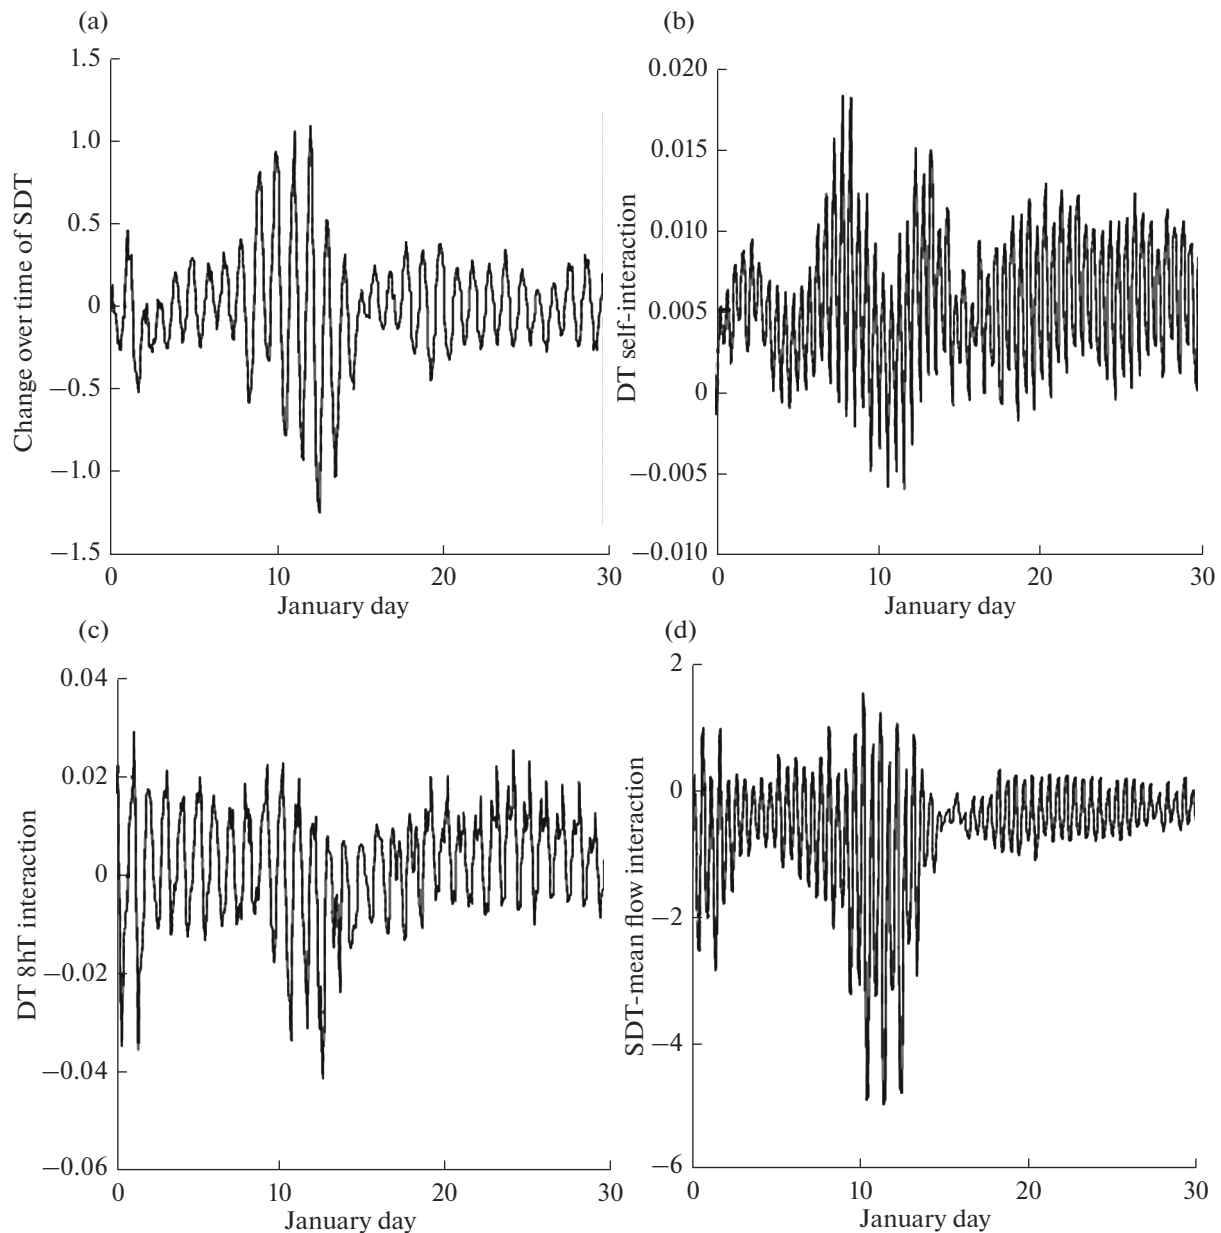 (a)
1.5
1.0
0.5
0
−0.5
−1.0
−1.5
Change over time of SDT
0 10 20 30
January day
(b)
0.020
0.015
0.010
0.005
0
−0.005
−0.010
DT self-interaction
0 10 20 30
January day
(c)
0.04
0.02
0
−0.02
−0.04
−0.06
DT 8hT interaction
0 10 20 30
January day
(d)
2
0
−2
−4
−6
SDT-mean flow interaction
0 10 20 30
January day